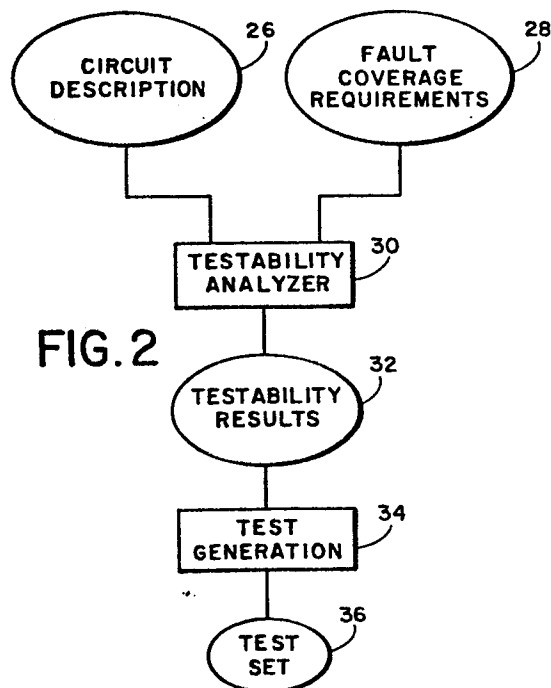 26
CIRCUIT
DESCRIPTION
28
FAULT
COVERAGE
REQUIREMENTS
30
TESTABILITY
ANALYZER
FIG. 2
32
TESTABILITY
RESULTS
34
TEST
GENERATION
36
TEST
SET